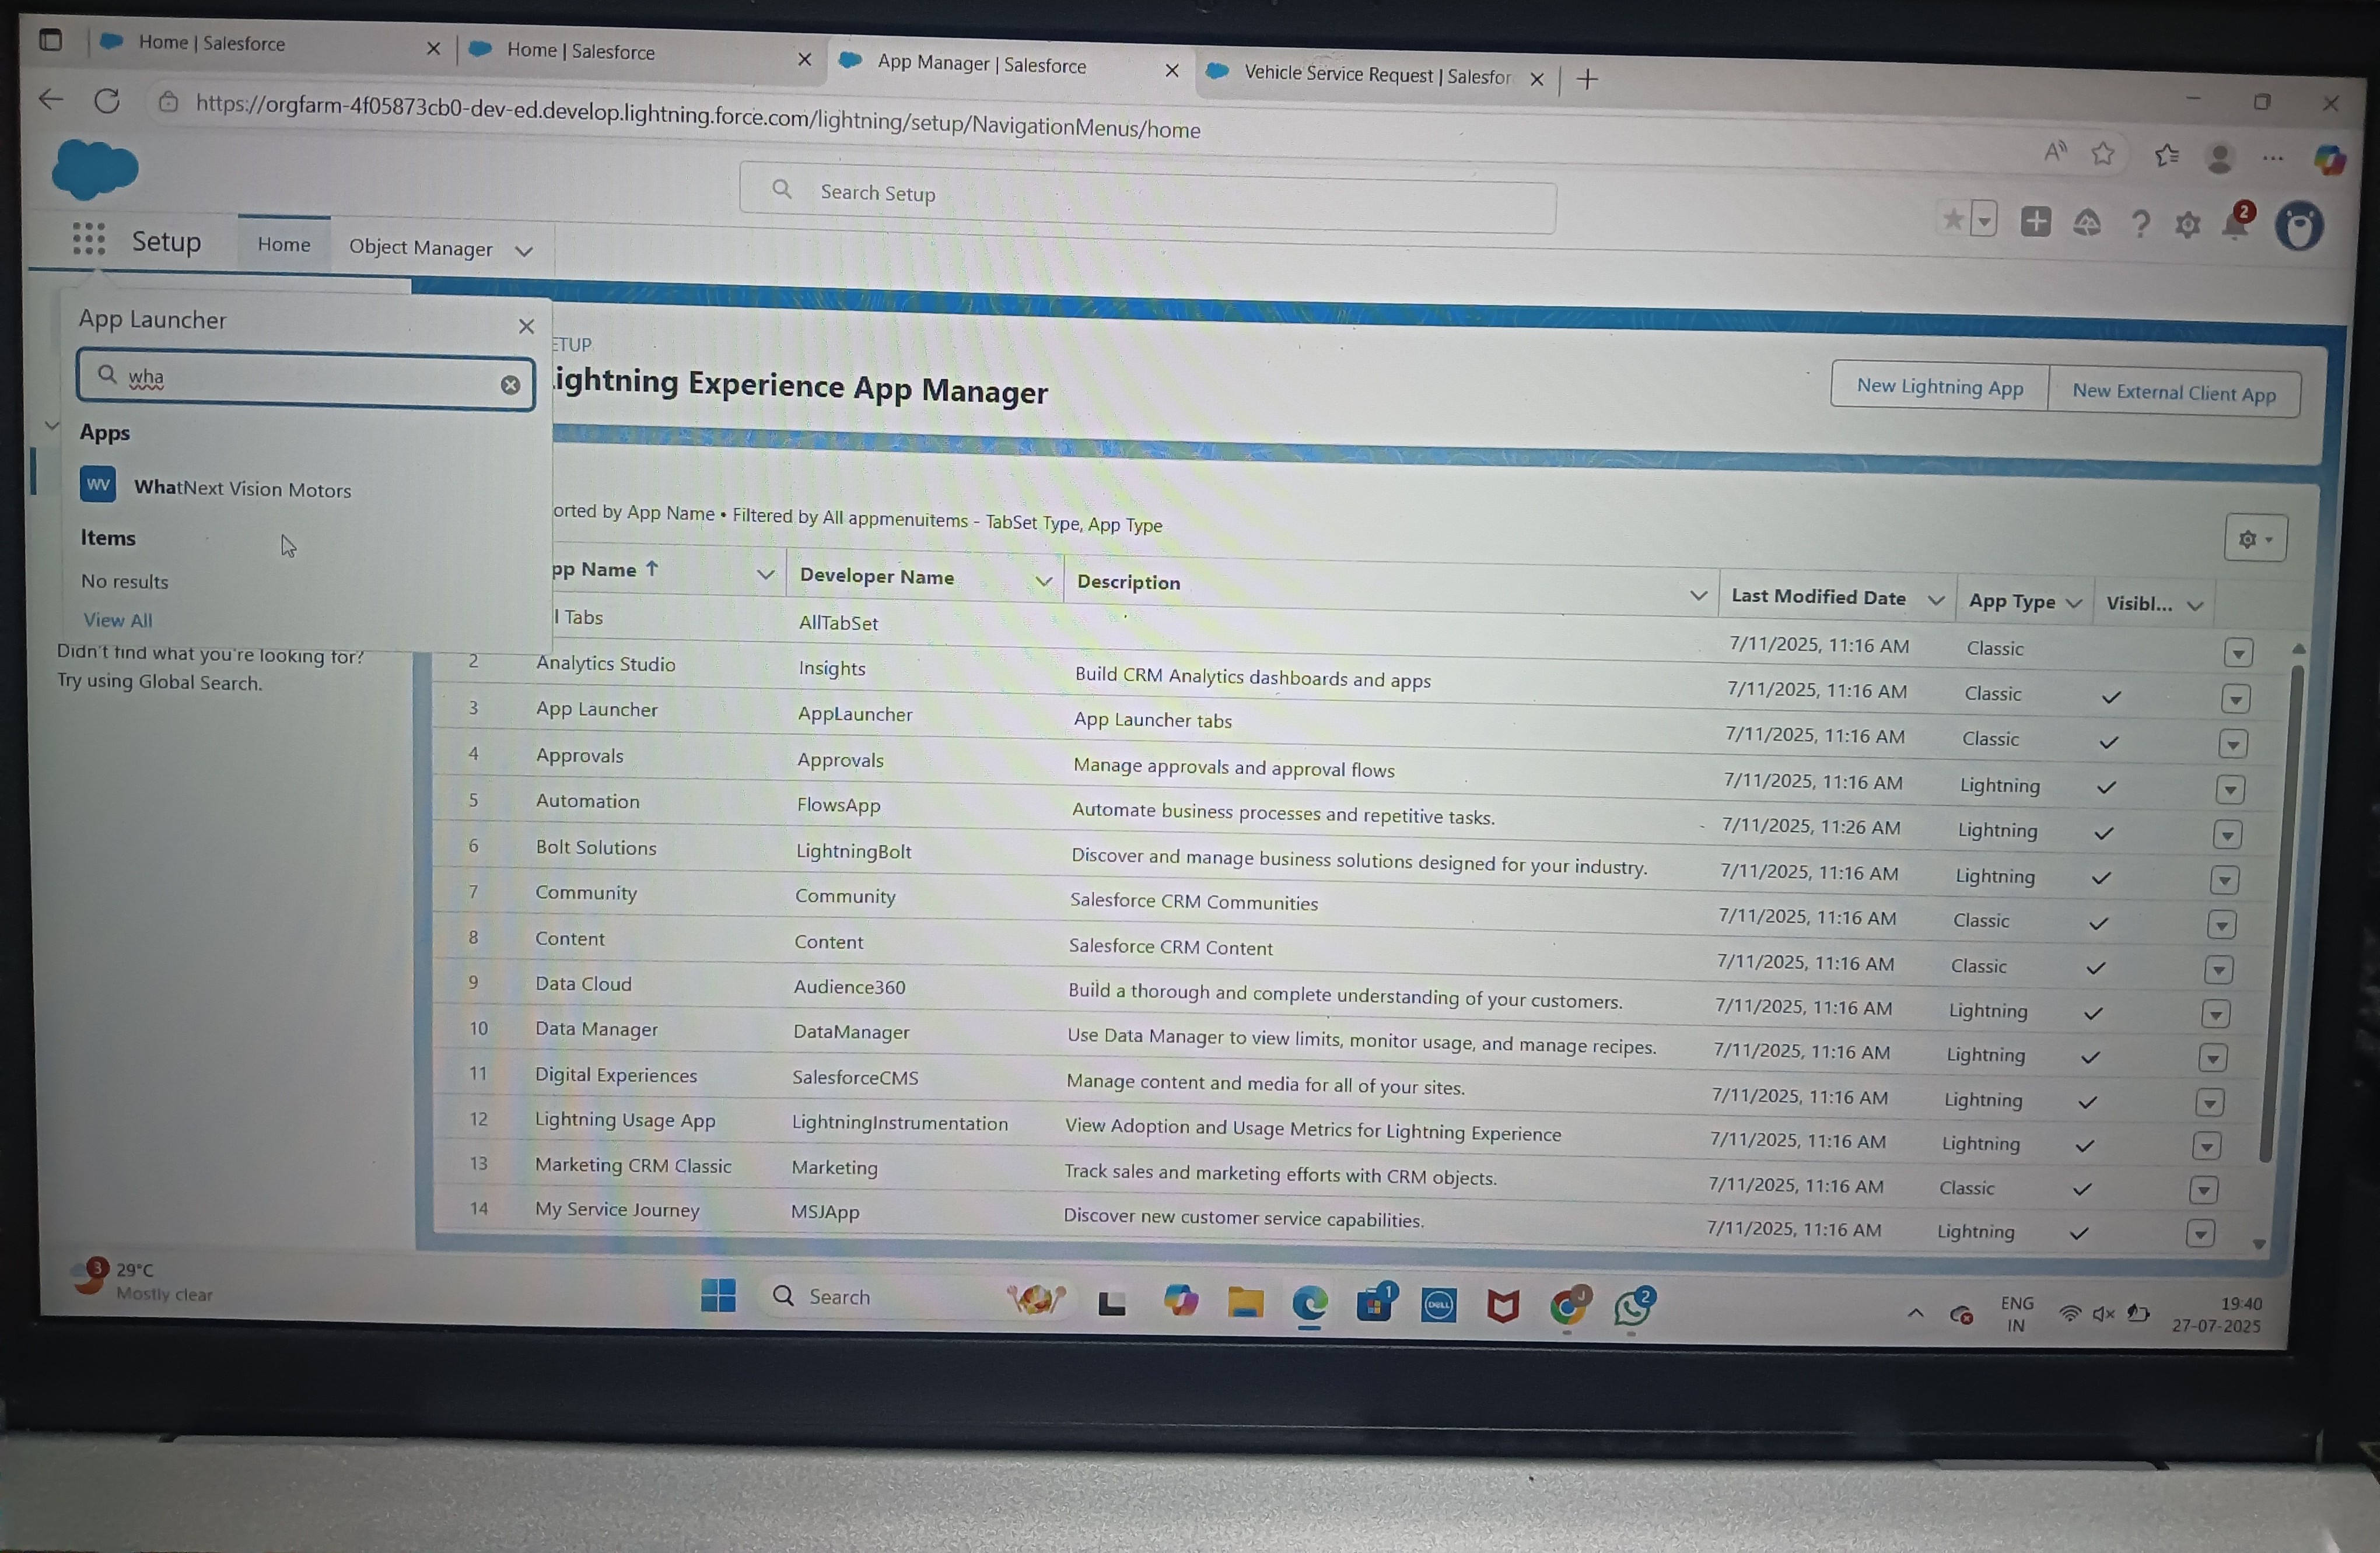 Home | Salesforce
Home | Salesforce
App Manager | Salesforce
Vehicle Service Request | Salesfor
https://orgfarm-4f05873cb0-dev-ed.develop.lightning.force.com/lightning/setup/NavigationMenus/home
Search Setup
2
Setup
Home
Object Manager
App Launcher
wha
Apps
WV
WhatNext Vision Motors
Items
No results
View All
Didn't find what you're looking for?
Try using Global Search.
ETUP
ightning Experience App Manager
New Lightning App
New External Client App
orted by App Name • Filtered by All appmenuitems - TabSet Type, App Type
pp Name ↑ Developer Name Description Last Modified Date App Type Visibl...
l Tabs AllTabSet 7/11/2025, 11:16 AM Classic
2 Analytics Studio Insights Build CRM Analytics dashboards and apps 7/11/2025, 11:16 AM Classic
3 App Launcher AppLauncher App Launcher tabs 7/11/2025, 11:16 AM Classic
4 Approvals Approvals Manage approvals and approval flows 7/11/2025, 11:16 AM Lightning
5 Automation FlowsApp Automate business processes and repetitive tasks. 7/11/2025, 11:26 AM Lightning
6 Bolt Solutions LightningBolt Discover and manage business solutions designed for your industry. 7/11/2025, 11:16 AM Lightning
7 Community Community Salesforce CRM Communities 7/11/2025, 11:16 AM Classic
8 Content Content Salesforce CRM Content 7/11/2025, 11:16 AM Classic
9 Data Cloud Audience360 Build a thorough and complete understanding of your customers. 7/11/2025, 11:16 AM Lightning
10 Data Manager DataManager Use Data Manager to view limits, monitor usage, and manage recipes. 7/11/2025, 11:16 AM Lightning
11 Digital Experiences SalesforceCMS Manage content and media for all of your sites. 7/11/2025, 11:16 AM Lightning
12 Lightning Usage App LightningInstrumentation View Adoption and Usage Metrics for Lightning Experience 7/11/2025, 11:16 AM Lightning
13 Marketing CRM Classic Marketing Track sales and marketing efforts with CRM objects. 7/11/2025, 11:16 AM Classic
14 My Service Journey MSJApp Discover new customer service capabilities. 7/11/2025, 11:16 AM Lightning
3
29°C
Mostly clear
Search
1
DELL
J
2
ENG
IN
19:40
27-07-2025